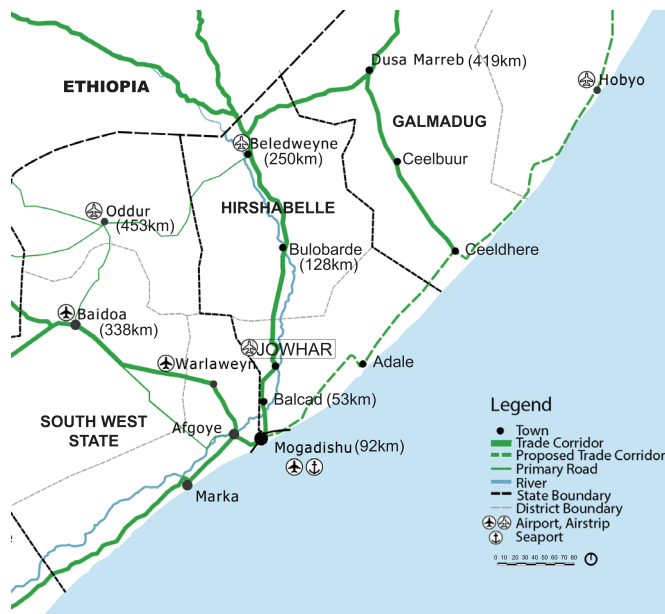 Dusa Marreb (419km)
Hobyo
ETHIOPIA
GALMADUG
Beledweyne
(250km)
Ceelbuur
HIRSHABELLE
Oddur
(453km)
Bulobarde
(128km)
Ceeldhere
Baidoa
(338km)
JOWHAR
Warlaweyn
Adale
Balcad (53km)
SOUTH WEST
STATE
Afgoye
Mogadishu (92km)
Marka
Legend
Town
Trade Corridor
Proposed Trade Corridor
Primary Road
River
State Boundary
District Boundary
Airport, Airstrip
Seaport
0 10 20 30 40 50 60 70 80